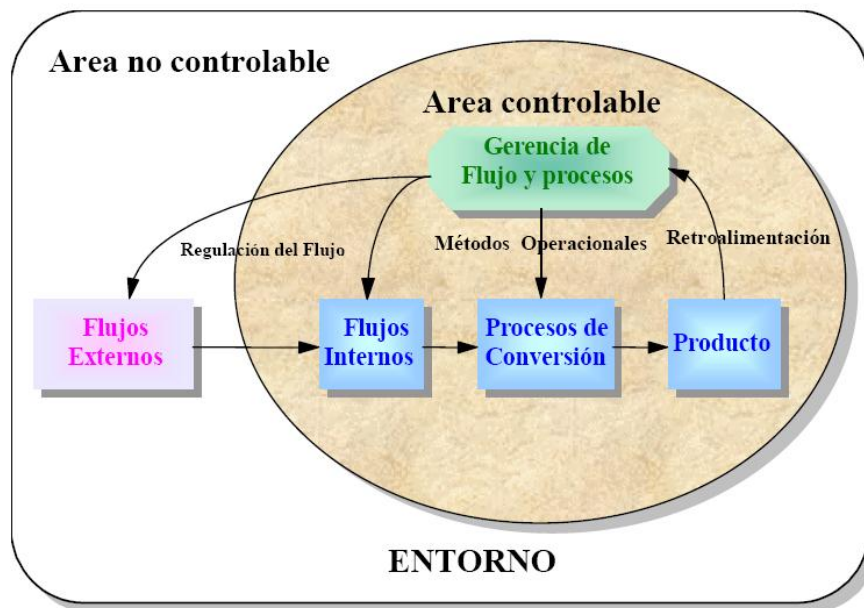 Area no controlable
Area controlable
Gerencia de
Flujo y procesos
Regulación del Flujo
Métodos Operacionales
Retroalimentación
Flujos
Externos
Flujos
Internos
Procesos de
Conversión
Producto
ENTORNO